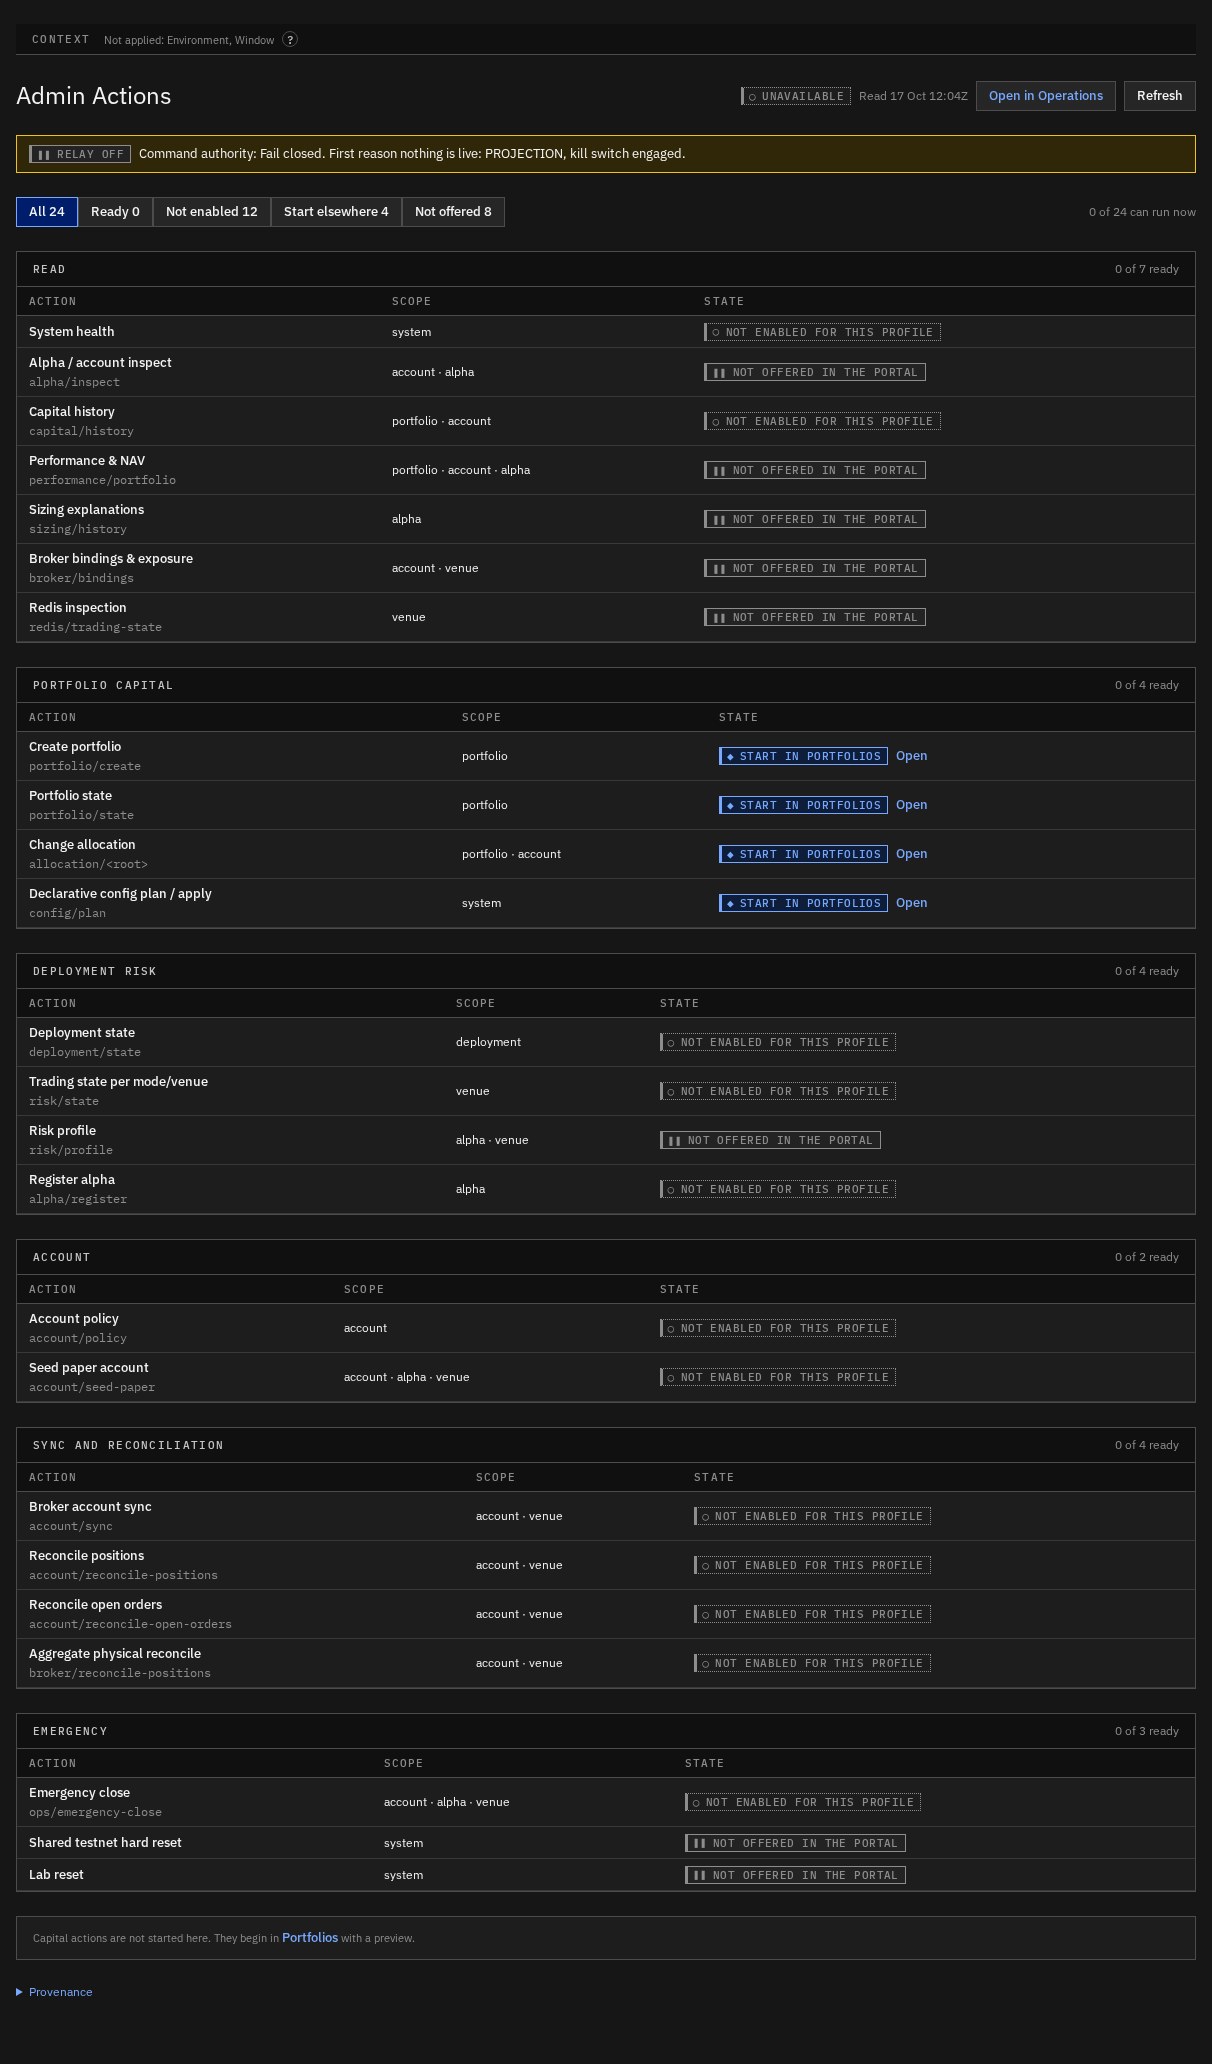 CONTEXT Not applied: Environment, Window ?
Admin Actions
○ UNAVAILABLE Read 17 Oct 12:04Z Open in Operations Refresh
❚❚ RELAY OFF Command authority: Fail closed. First reason nothing is live: PROJECTION, kill switch engaged.
All 24 Ready 0 Not enabled 12 Start elsewhere 4 Not offered 8 0 of 24 can run now
READ 0 of 7 ready
ACTION SCOPE STATE
System health system ○ NOT ENABLED FOR THIS PROFILE
Alpha / account inspect
alpha/inspect
account · alpha ❚❚ NOT OFFERED IN THE PORTAL
Capital history
capital/history
portfolio · account ○ NOT ENABLED FOR THIS PROFILE
Performance & NAV
performance/portfolio
portfolio · account · alpha ❚❚ NOT OFFERED IN THE PORTAL
Sizing explanations
sizing/history
alpha ❚❚ NOT OFFERED IN THE PORTAL
Broker bindings & exposure
broker/bindings
account · venue ❚❚ NOT OFFERED IN THE PORTAL
Redis inspection
redis/trading-state
venue ❚❚ NOT OFFERED IN THE PORTAL
PORTFOLIO CAPITAL 0 of 4 ready
ACTION SCOPE STATE
Create portfolio
portfolio/create
portfolio ◆ START IN PORTFOLIOS Open
Portfolio state
portfolio/state
portfolio ◆ START IN PORTFOLIOS Open
Change allocation
allocation/<root>
portfolio · account ◆ START IN PORTFOLIOS Open
Declarative config plan / apply
config/plan
system ◆ START IN PORTFOLIOS Open
DEPLOYMENT RISK 0 of 4 ready
ACTION SCOPE STATE
Deployment state
deployment/state
deployment ○ NOT ENABLED FOR THIS PROFILE
Trading state per mode/venue
risk/state
venue ○ NOT ENABLED FOR THIS PROFILE
Risk profile
risk/profile
alpha · venue ❚❚ NOT OFFERED IN THE PORTAL
Register alpha
alpha/register
alpha ○ NOT ENABLED FOR THIS PROFILE
ACCOUNT 0 of 2 ready
ACTION SCOPE STATE
Account policy
account/policy
account ○ NOT ENABLED FOR THIS PROFILE
Seed paper account
account/seed-paper
account · alpha · venue ○ NOT ENABLED FOR THIS PROFILE
SYNC AND RECONCILIATION 0 of 4 ready
ACTION SCOPE STATE
Broker account sync
account/sync
account · venue ○ NOT ENABLED FOR THIS PROFILE
Reconcile positions
account/reconcile-positions
account · venue ○ NOT ENABLED FOR THIS PROFILE
Reconcile open orders
account/reconcile-open-orders
account · venue ○ NOT ENABLED FOR THIS PROFILE
Aggregate physical reconcile
broker/reconcile-positions
account · venue ○ NOT ENABLED FOR THIS PROFILE
EMERGENCY 0 of 3 ready
ACTION SCOPE STATE
Emergency close
ops/emergency-close
account · alpha · venue ○ NOT ENABLED FOR THIS PROFILE
Shared testnet hard reset system ❚❚ NOT OFFERED IN THE PORTAL
Lab reset system ❚❚ NOT OFFERED IN THE PORTAL
Capital actions are not started here. They begin in Portfolios with a preview.
▶ Provenance